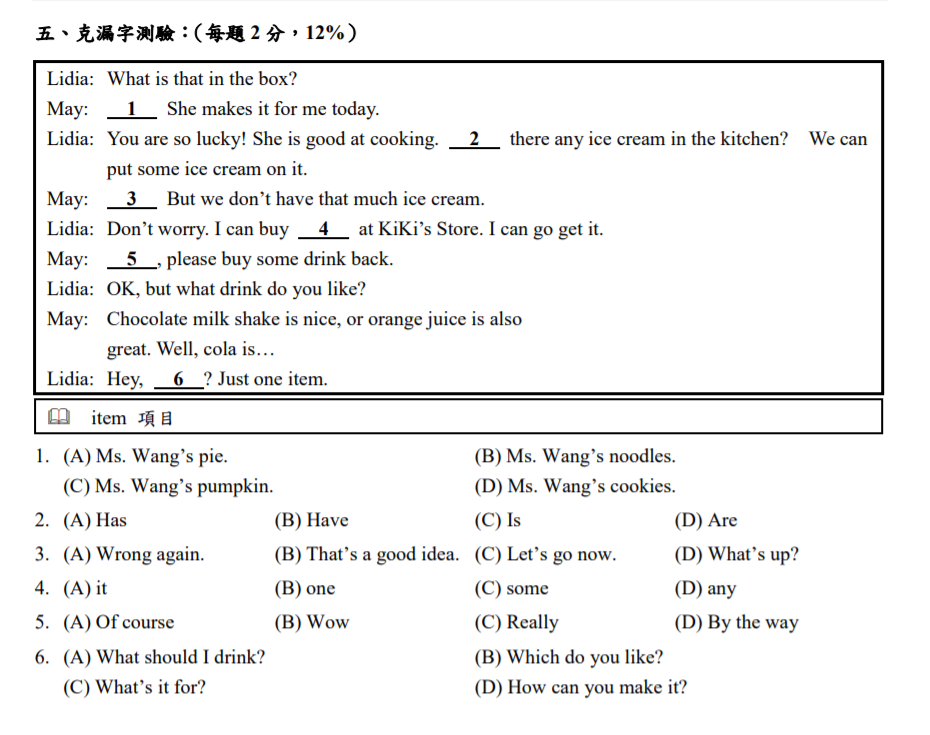 五、克漏字測驗：（每題 2 分，12%）
Lidia: What is that in the box?
May: 1 She makes it for me today.
Lidia: You are so lucky! She is good at cooking. 2 there any ice cream in the kitchen? We can
put some ice cream on it.
May: 3 But we don’t have that much ice cream.
Lidia: Don’t worry. I can buy 4 at KiKi’s Store. I can go get it.
May: 5 , please buy some drink back.
Lidia: OK, but what drink do you like?
May: Chocolate milk shake is nice, or orange juice is also
great. Well, cola is…
Lidia: Hey, 6 ? Just one item.
item 項目
1. (A) Ms. Wang’s pie. (B) Ms. Wang’s noodles.
(C) Ms. Wang’s pumpkin. (D) Ms. Wang’s cookies.
2. (A) Has (B) Have (C) Is (D) Are
3. (A) Wrong again. (B) That’s a good idea. (C) Let’s go now. (D) What’s up?
4. (A) it (B) one (C) some (D) any
5. (A) Of course (B) Wow (C) Really (D) By the way
6. (A) What should I drink? (B) Which do you like?
(C) What’s it for? (D) How can you make it?